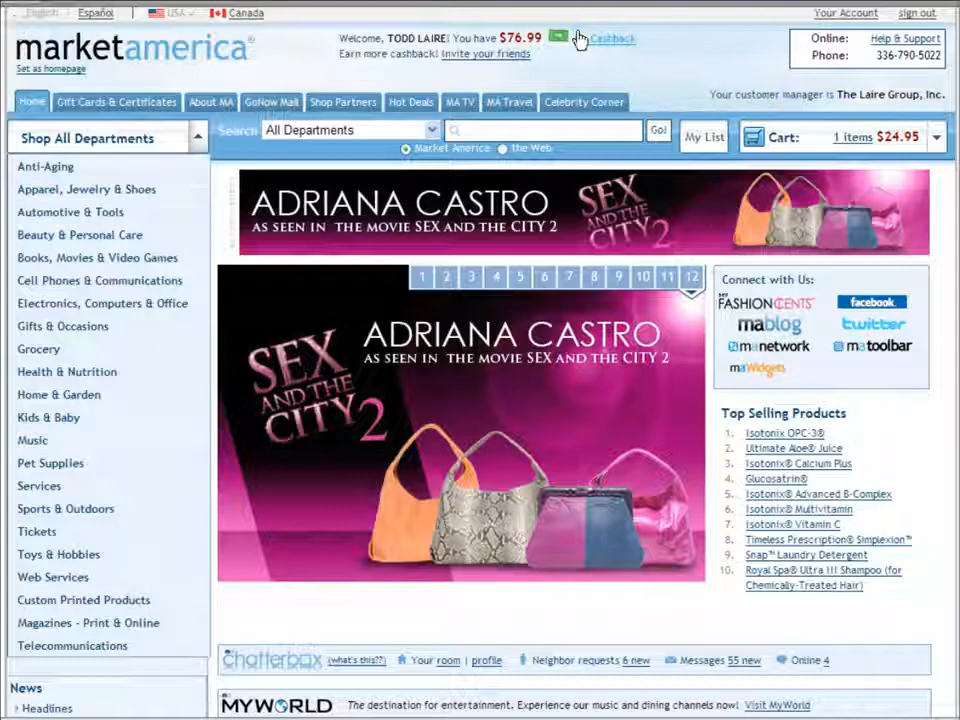 English Español USA Canada Your Account sign out
marketamerica®
Set as homepage
Welcome, TODD LAIRE! You have $76.99 Cashback
Earn more cashback! Invite your friends
Online: Help & Support
Phone: 336-790-5022
Home Gift Cards & Certificates About MA GoNow Mall Shop Partners Hot Deals MA TV MA Travel Celebrity Corner
Your customer manager is The Laire Group, Inc.
Shop All Departments
Search All Departments Go! My List Cart: 1 items $24.95
Market America the Web
Anti-Aging
Apparel, Jewelry & Shoes
Automotive & Tools
Beauty & Personal Care
Books, Movies & Video Games
Cell Phones & Communications
Electronics, Computers & Office
Gifts & Occasions
Grocery
Health & Nutrition
Home & Garden
Kids & Baby
Music
Pet Supplies
Services
Sports & Outdoors
Tickets
Toys & Hobbies
Web Services
Custom Printed Products
Magazines - Print & Online
Telecommunications
News
Headlines
ADRIANA CASTRO
AS SEEN IN THE MOVIE SEX AND THE CITY 2
SEX
AND THE
CITY 2
1 2 3 4 5 6 7 8 9 10 11 12
ADRIANA CASTRO
AS SEEN IN THE MOVIE SEX AND THE CITY 2
SEX
AND THE
CITY 2
Connect with Us:
MY FASHION CENTS facebook
mablog twitter
manetwork matoolbar
maWidgets
Top Selling Products
1. Isotonix OPC-3®
2. Ultimate Aloe® Juice
3. Isotonix® Calcium Plus
4. Glucosatrin®
5. Isotonix® Advanced B-Complex
6. Isotonix® Multivitamin
7. Isotonix® Vitamin C
8. Timeless Prescription® Simplexion™
9. Snap™ Laundry Detergent
10. Royal Spa® Ultra III Shampoo (for
Chemically-Treated Hair)
my chatterbox (what's this??) Your room | profile Neighbor requests 6 new Messages 55 new Online 4
MYWORLD The destination for entertainment. Experience our music and dining channels now! Visit MyWorld